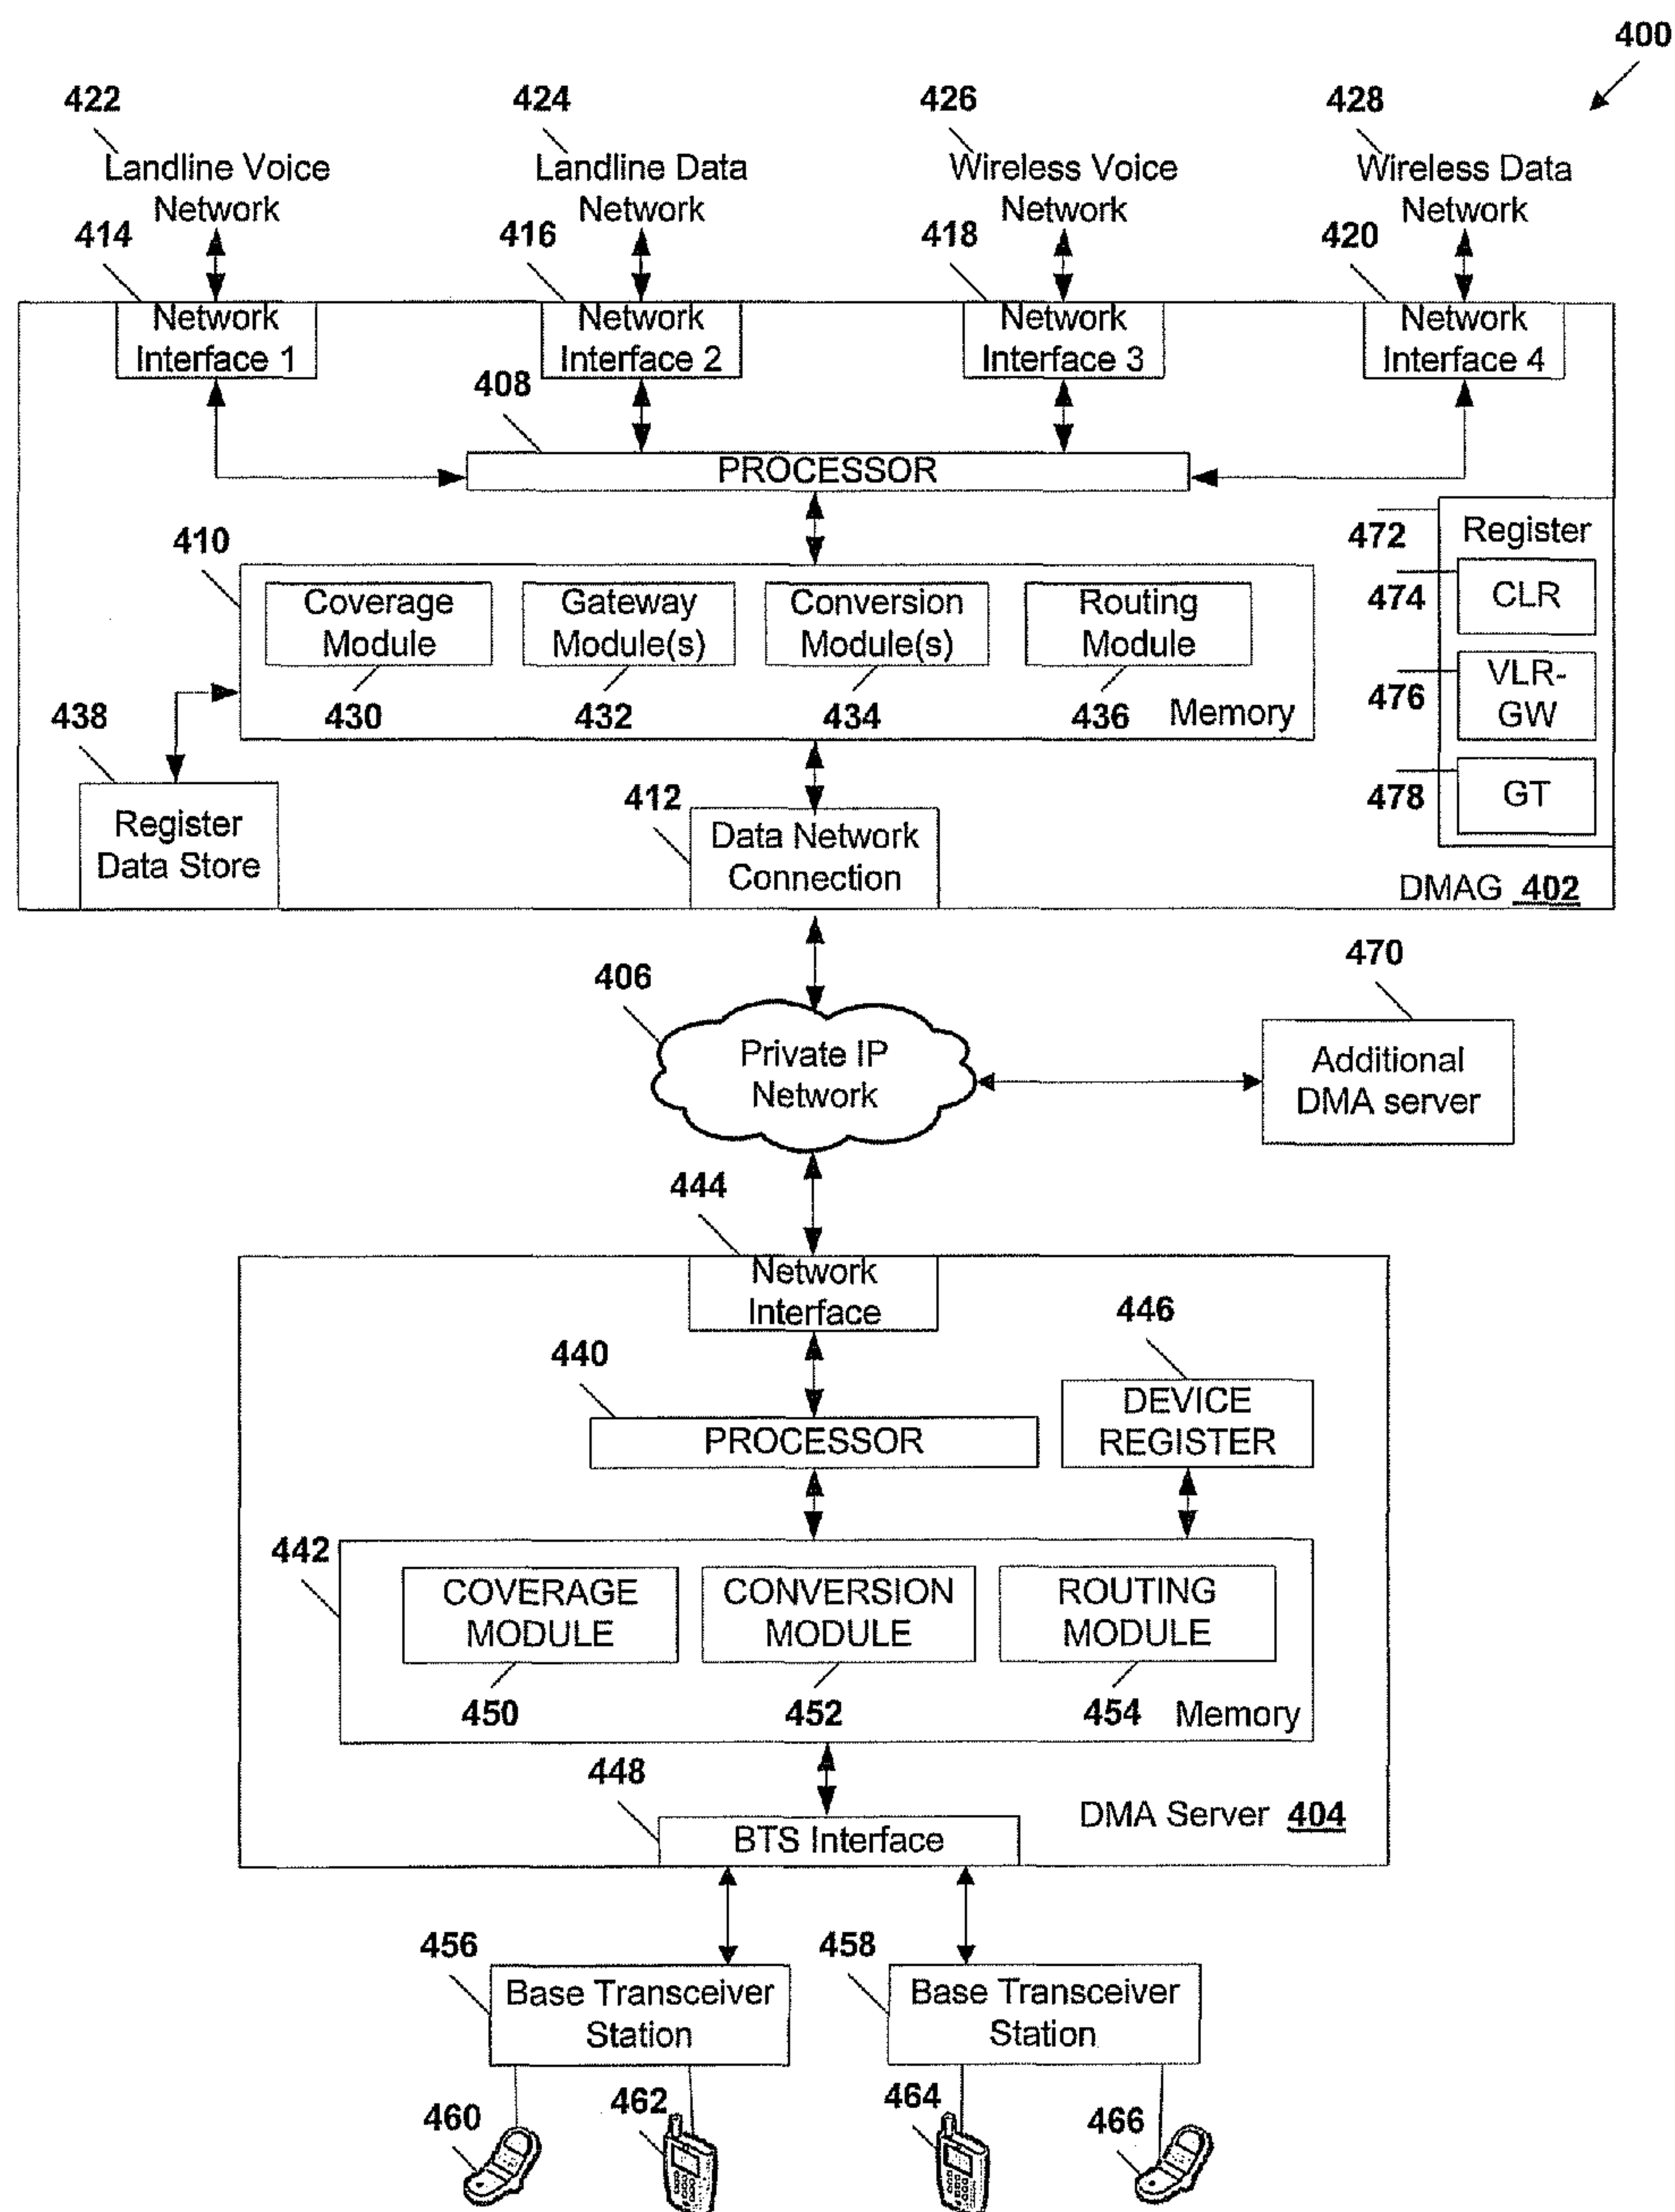 400
422
424
426
428
Landline Voice
Network
Landline Data
Network
Wireless Voice
Network
Wireless Data
Network
414
416
418
420
Network
Interface 1
Network
Interface 2
Network
Interface 3
Network
Interface 4
408
PROCESSOR
410
Coverage
Module
Gateway
Module(s)
Conversion
Module(s)
Routing
Module
430
432
434
436
Memory
472
Register
474
CLR
476
VLR-
GW
478
GT
438
Register
Data Store
412
Data Network
Connection
DMAG 402
406
Private IP
Network
470
Additional
DMA server
444
Network
Interface
440
PROCESSOR
446
DEVICE
REGISTER
442
COVERAGE
MODULE
CONVERSION
MODULE
ROUTING
MODULE
450
452
454
Memory
448
BTS Interface
DMA Server 404
456
Base Transceiver
Station
458
Base Transceiver
Station
460
462
464
466